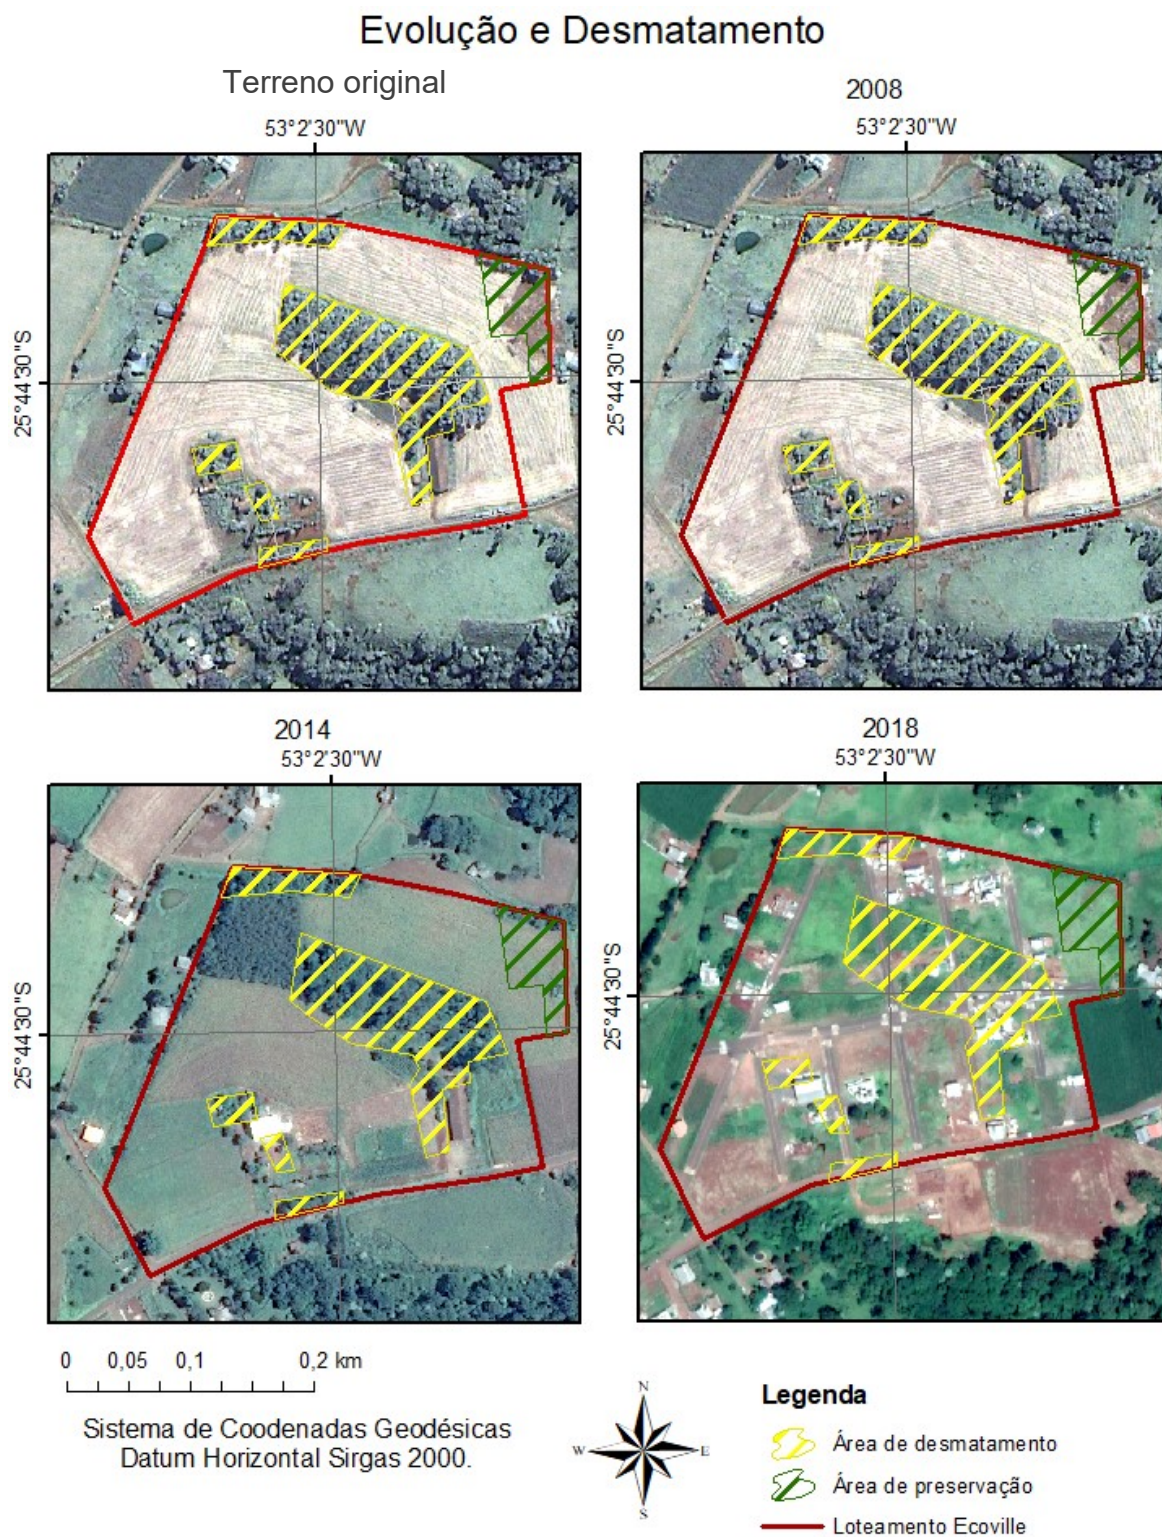 Evolução e Desmatamento
Terreno original
2008
53°2'30"W
53°2'30"W
25°44'30"S
25°44'30"S
2014
2018
53°2'30"W
53°2'30"W
25°44'30"S
25°44'30"S
0 0,05 0,1 0,2 km
Sistema de Coodenadas Geodésicas
Datum Horizontal Sirgas 2000.
N
W E
S
Legenda
Área de desmatamento
Área de preservação
Loteamento Ecoville